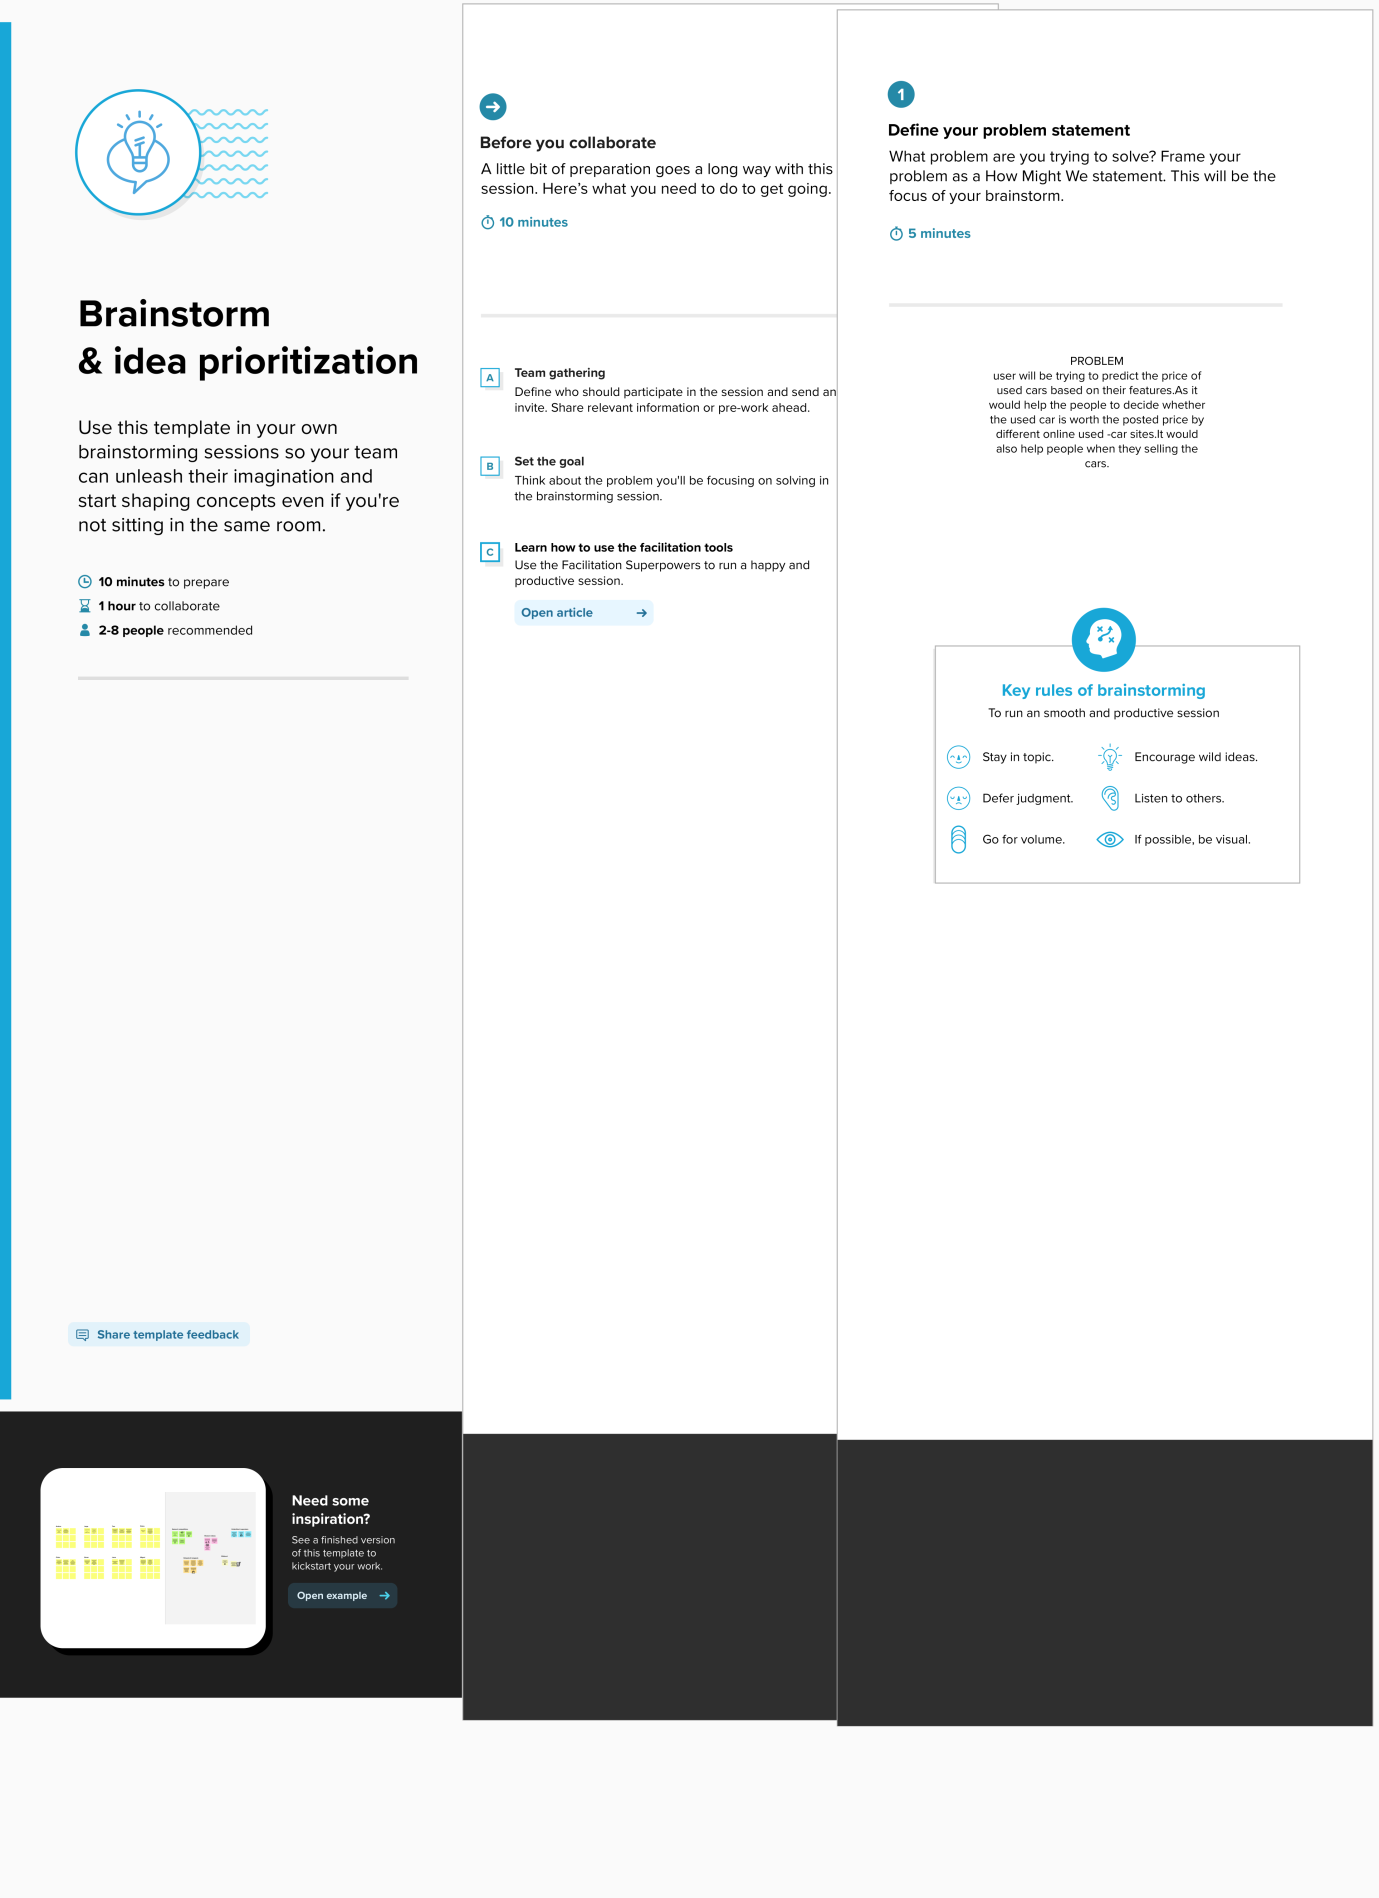 Brainstorm
& idea prioritization
Use this template in your own
brainstorming sessions so your team
can unleash their imagination and
start shaping concepts even if you're
not sitting in the same room.
10 minutes to prepare
1 hour to collaborate
2-8 people recommended
Share template feedback
Need some
inspiration?
See a finished version
of this template to
kickstart your work.
Open example
Before you collaborate
A little bit of preparation goes a long way with this
session. Here's what you need to do to get going.
10 minutes
A
Team gathering
Define who should participate in the session and send an
invite. Share relevant information or pre-work ahead.
B
Set the goal
Think about the problem you'll be focusing on solving in
the brainstorming session.
C
Learn how to use the facilitation tools
Use the Facilitation Superpowers to run a happy and
productive session.
Open article
1
Define your problem statement
What problem are you trying to solve? Frame your
problem as a How Might We statement. This will be the
focus of your brainstorm.
5 minutes
PROBLEM
user will be trying to predict the price of
used cars based on their features.As it
would help the people to decide whether
the used car is worth the posted price by
different online used -car sites.It would
also help people when they selling the
cars.
Key rules of brainstorming
To run an smooth and productive session
Stay in topic.
Encourage wild ideas.
Defer judgment.
Listen to others.
Go for volume.
If possible, be visual.